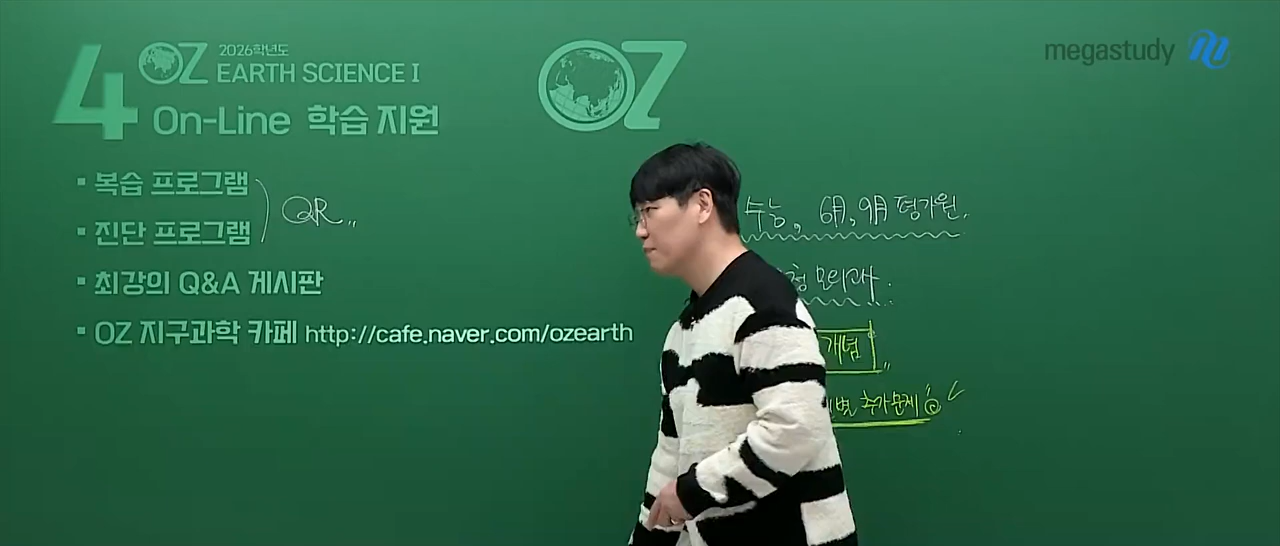 4 OZ 2026학년도
EARTH SCIENCE I
On-Line 학습 지원
OZ
megastudy
▪ 복습 프로그램
▪ 진단 프로그램
QR
▪ 최강의 Q&A 게시판
▪ OZ 지구과학 카페 http://cafe.naver.com/ozearth
수능, 6月, 9月 평가원
모의고사
개념
추가문제